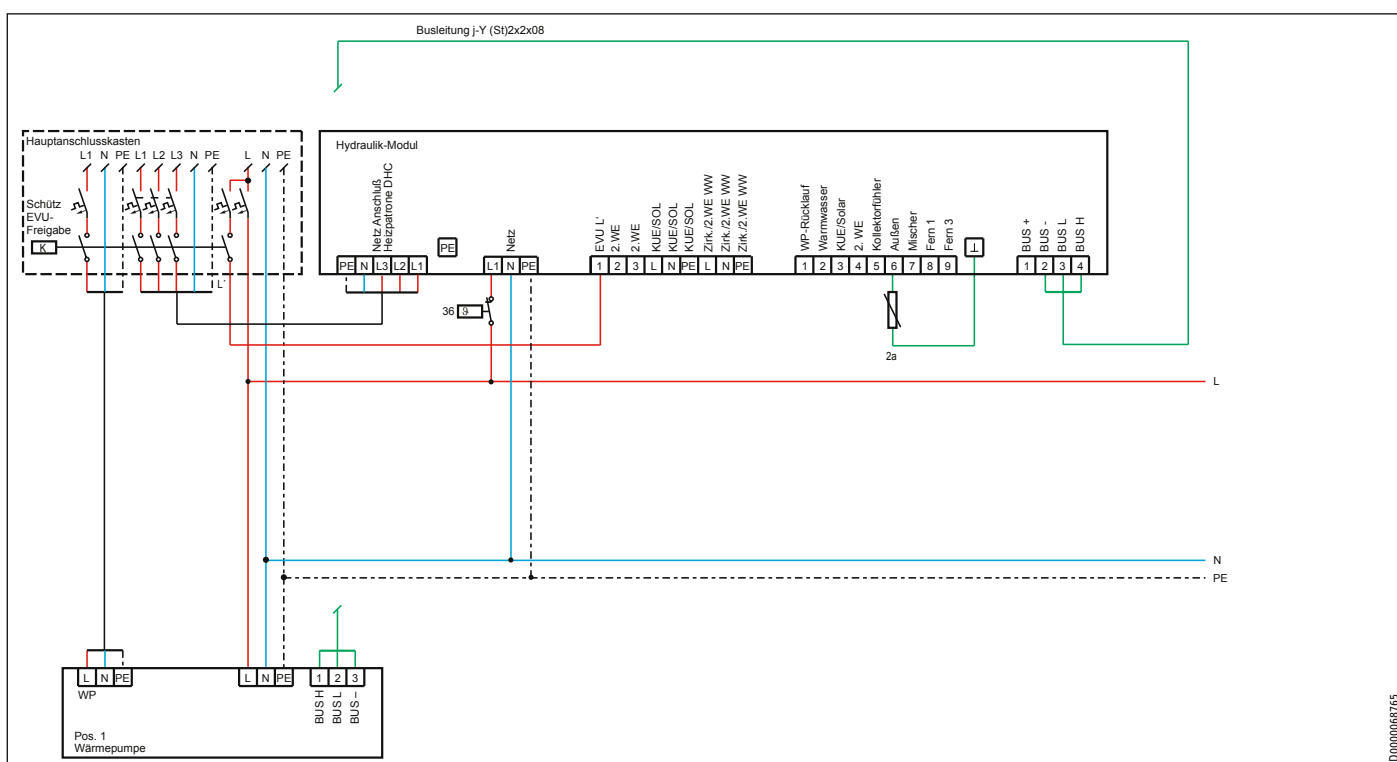 Busleitung j-Y (St)2x2x08
Hauptanschlusskasten
L1 N PE L1 L2 L3 N PE L N PE
Schütz
EVU-
Freigabe
K
L'
Hydraulik-Modul
Netz Anschluß
Heizpatrone DHC
PE N L3 L2 L1
PE
Netz
L1 N PE
EVU L'
2.WE
2.WE
KUE/SOL
KUE/SOL
KUE/SOL
Zirk./2.WE WW
Zirk./2.WE WW
Zirk./2.WE WW
1 2 3 L N PE L N PE
WP-Rücklauf
Warmwasser
KUE/Solar
2. WE
Kollektorfühler
Außen
Mischer
Fern 1
Fern 3
1 2 3 4 5 6 7 8 9
BUS +
BUS -
BUS L
BUS H
1 2 3 4
36 ϑ
2a
L
N
PE
L N PE
WP
L N PE
1 2 3
BUS H
BUS L
BUS –
Pos. 1
Wärmepumpe
D0000068765